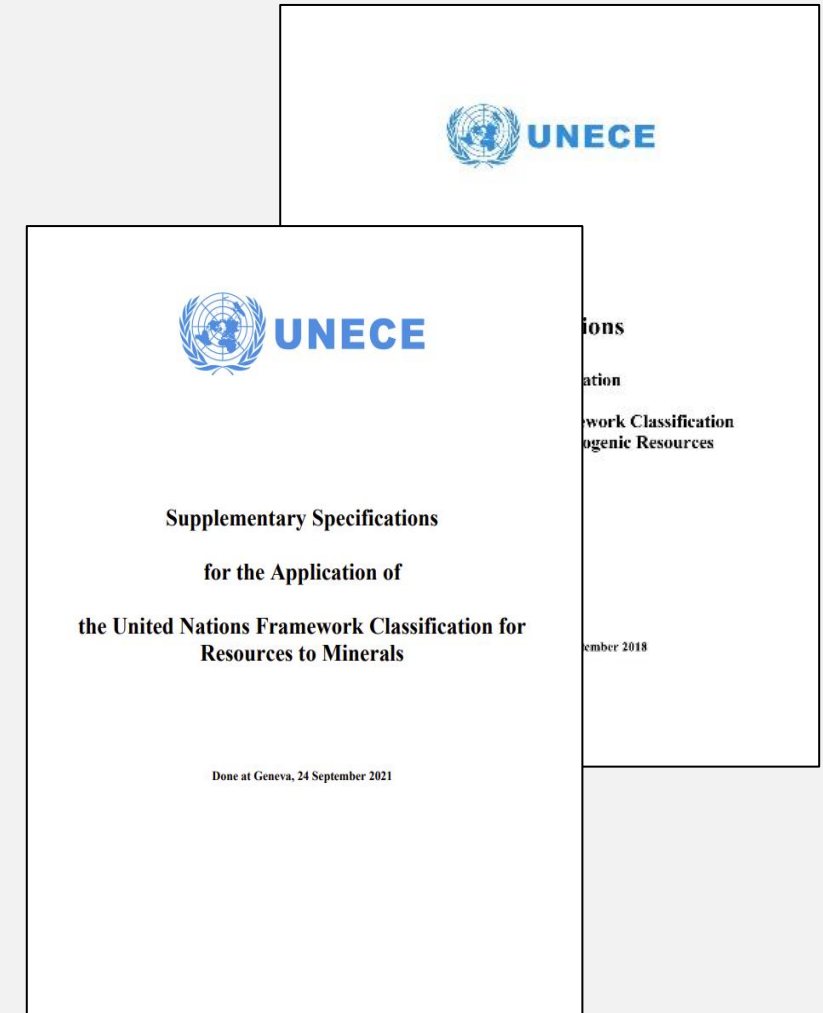 UNECE
ions
ation
work Classification
ogenic Resources
ember 2018
UNECE
Supplementary Specifications
for the Application of
the United Nations Framework Classification for
Resources to Minerals
Done at Geneva, 24 September 2021